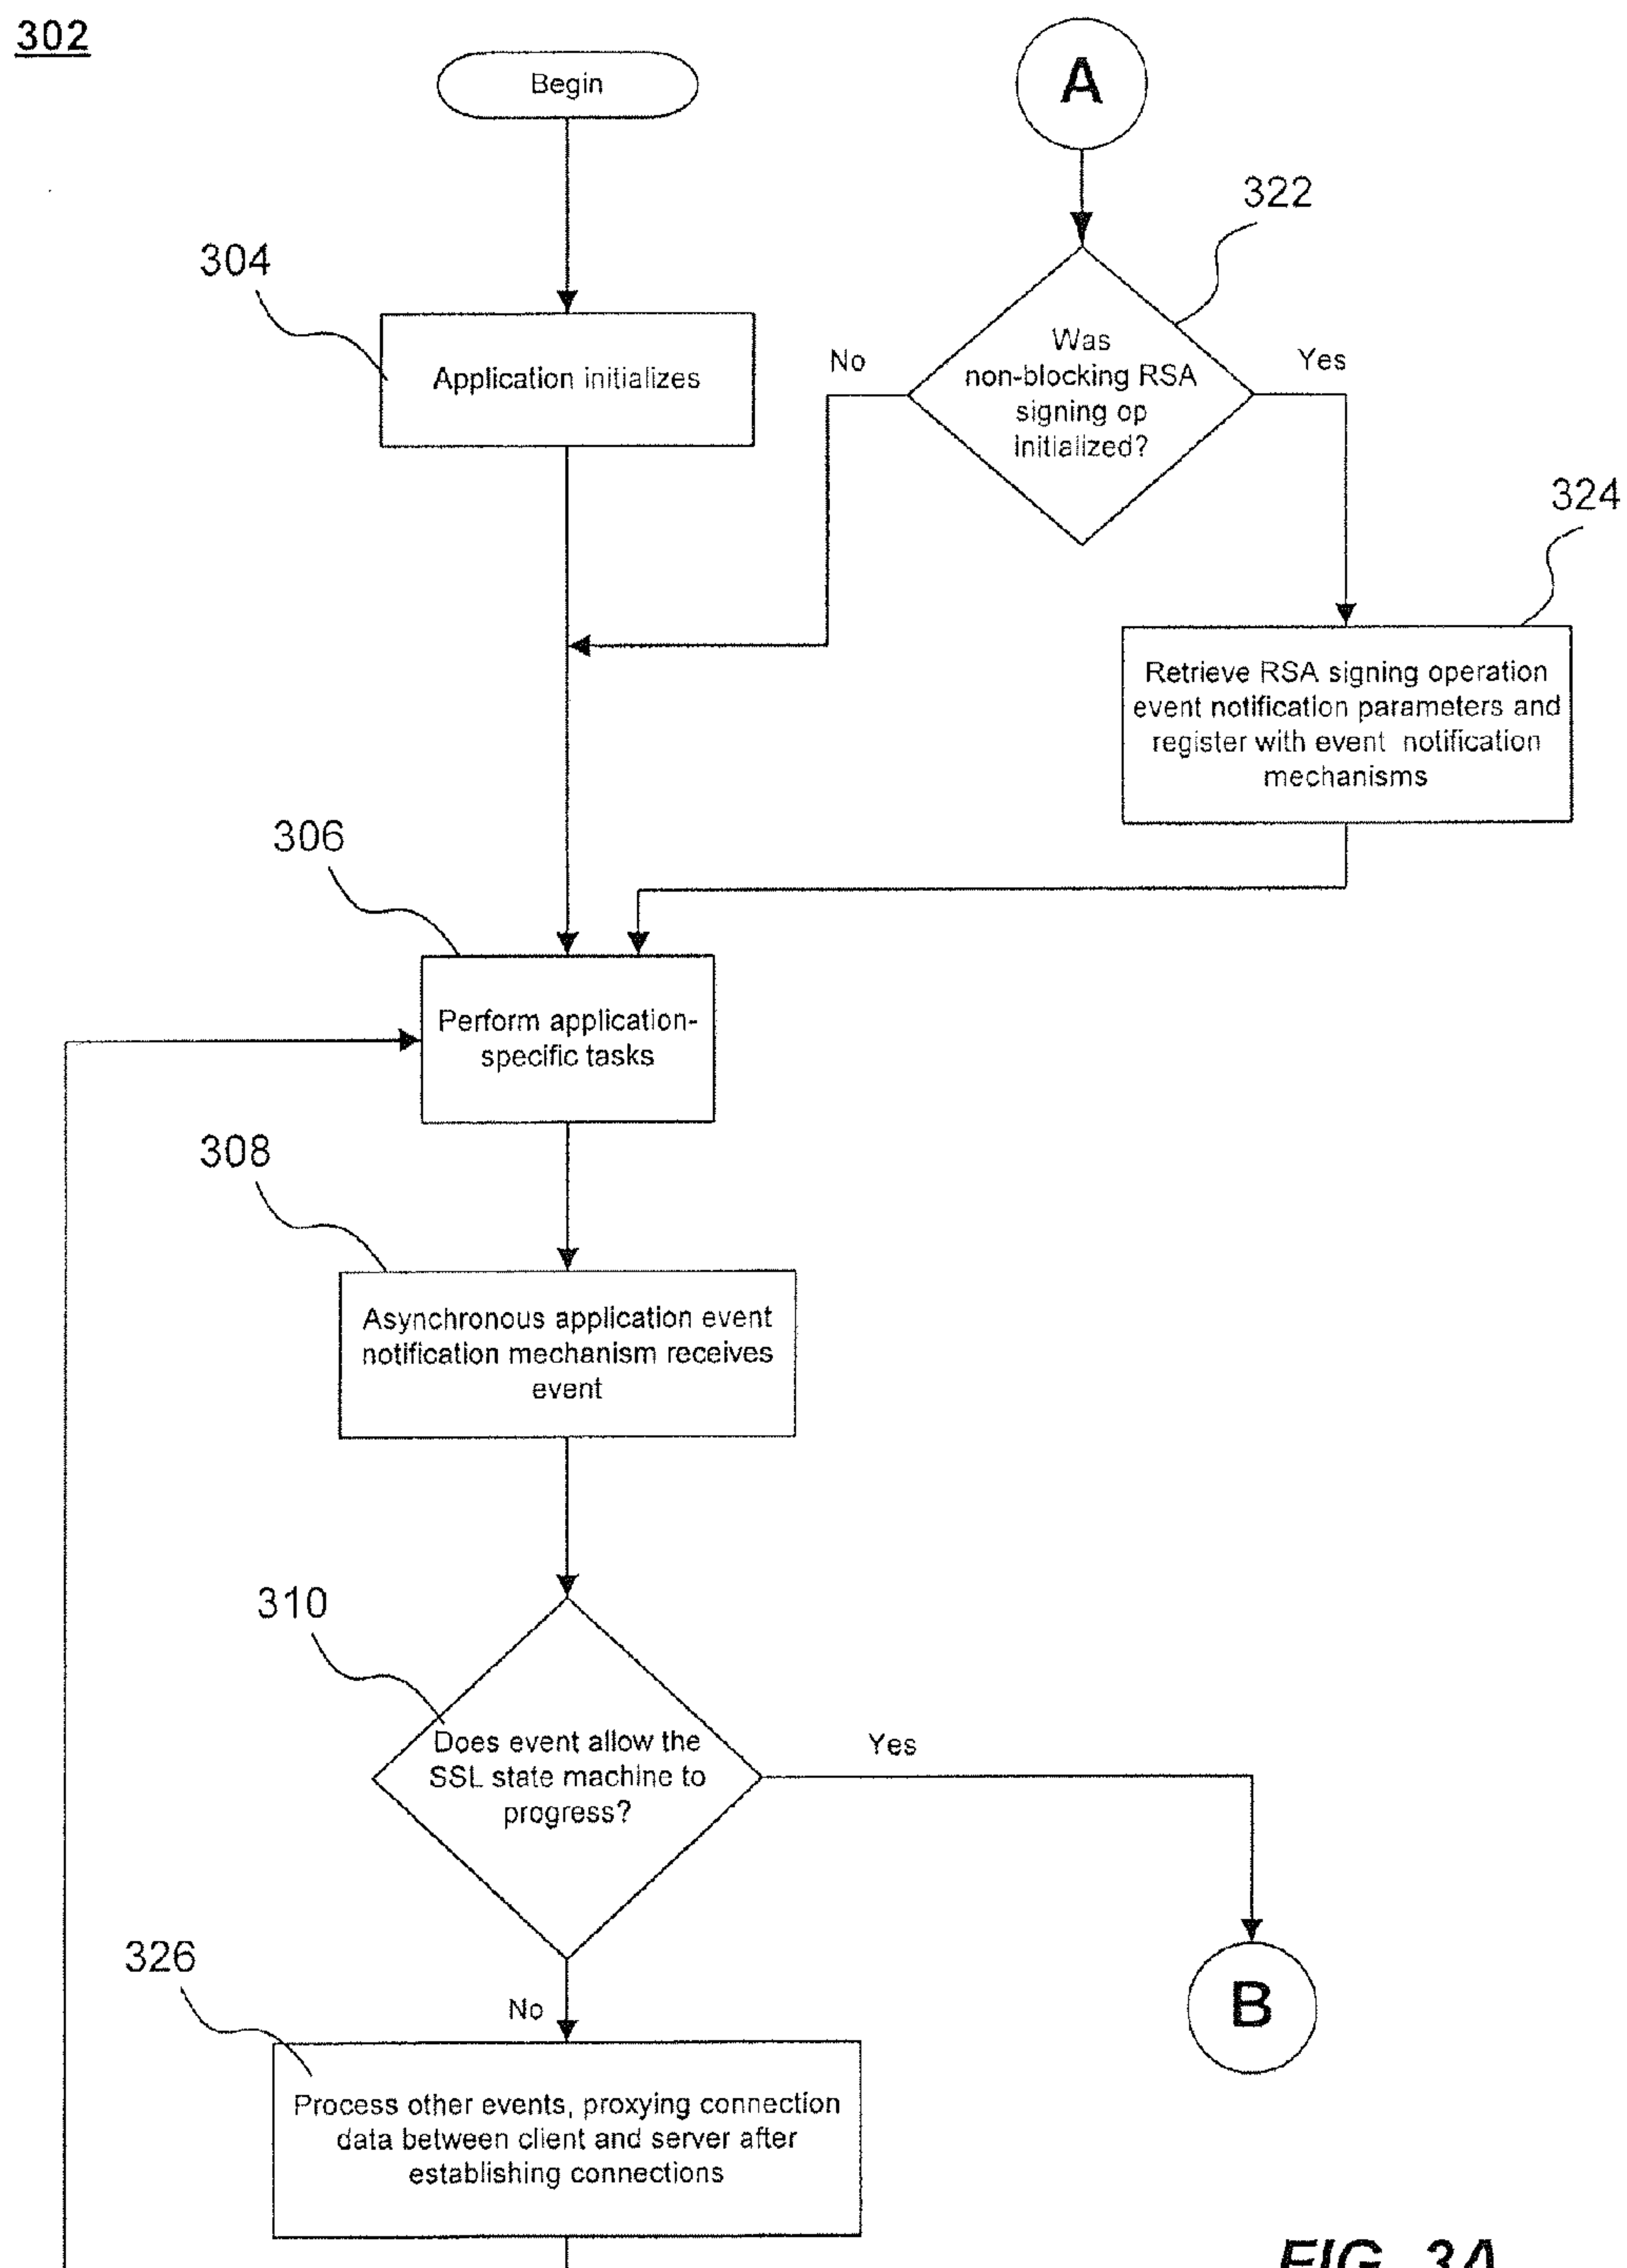 302
Begin
A
322
304
Application initializes
No
Was
non-blocking RSA
signing op
initialized?
Yes
324
Retrieve RSA signing operation
event notification parameters and
register with event notification
mechanisms
306
Perform application-
specific tasks
308
Asynchronous application event
notification mechanism receives
event
310
Does event allow the
SSL state machine to
progress?
Yes
326
No
B
Process other events, proxying connection
data between client and server after
establishing connections
FIG. 3A